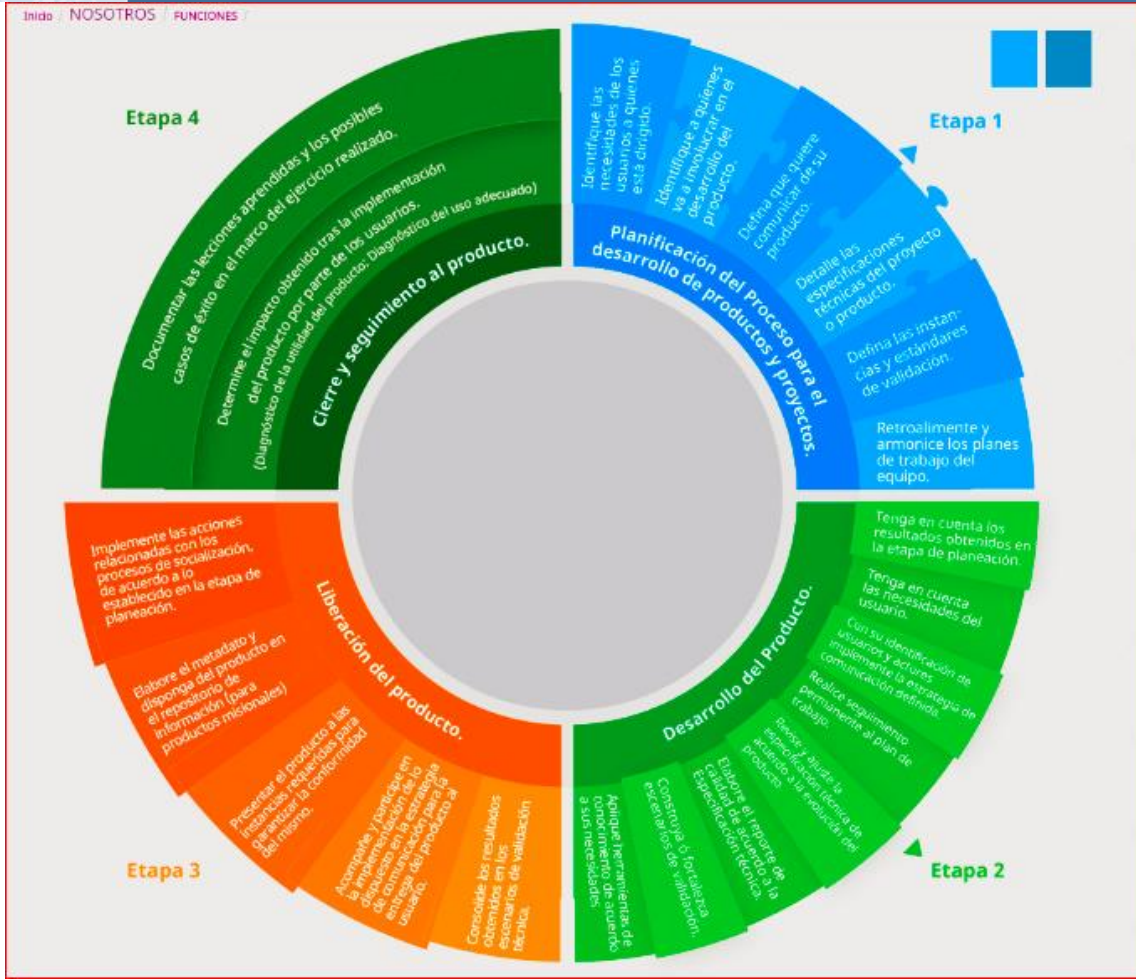 Inicio / NOSOTROS / FUNCIONES /
Etapa 1
Planificación del Proceso para el
desarrollo de productos y proyectos.
Identifique las
necesidades de los
usuarios a quienes
está dirigido.
Identifique a quienes
va a involucrar en el
desarrollo del
producto.
Defina que quiere
comunicar de su
producto.
Detalle las
especificaciones
técnicas del proyecto
o producto.
Defina las instan-
cias y estándares
de validación.
Retroalimente y
armonice los planes
de trabajo del
equipo.
Etapa 2
Desarrollo del Producto.
Tenga en cuenta los
resultados obtenidos en
la etapa de planeación.
Tenga en cuenta
las necesidades del
usuario.
Con su identificación de
usuarios y actores
implemante la estrategia de
comunicación definida.
Realice seguimiento
permanente al plan de
trabajo.
Revise y ajuste la
especificación técnica de
acuerdo a la evolución del
producto.
Elabore el reporte de
calidad de acuerdo a la
Especificación técnica.
Construya ó fortalezca
escenarios de validación.
Aplique herramientas de
conocimiento de acuerdo
a sus necesidades
Etapa 3
Liberación del producto.
Consolide los resultados
obtenidos en los
escenarios de validación
técnica.
Acompañe y participe en
la implementación de lo
dispuesto en la estrategia
de comunicación para la
entrega del producto al
usuario.
Presentar el producto a las
instancias requeridas para
garantizar la conformidad
del mismo.
Elabore el metadato y
disponga del producto en
el repositorio de
información (para
productos misionales)
Implemente las acciones
relacionadas con los
procesos de socialización,
de acuerdo a lo
establecido en la etapa de
planeación.
Etapa 4
Cierre y seguimiento al producto.
Determine el impacto obtenido tras la implementación
del producto por parte de los usuarios.
(Diagnóstico de la utilidad del producto; Diagnóstico del uso adecuado)
Documentar las lecciones aprendidas y los posibles
casos de éxito en el marco del ejercicio realizado.